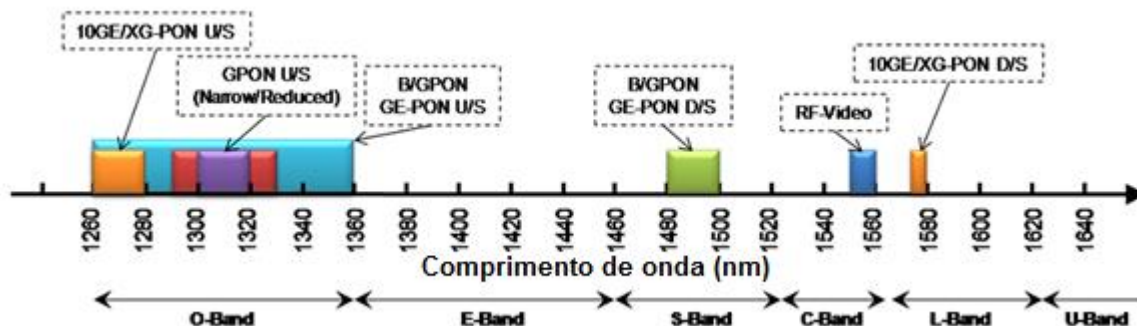 10GE/XG-PON U/S
GPON U/S
(Narrow/Reduced)
B/GPON
GE-PON U/S
B/GPON
GE-PON D/S
RF-Video
10GE/XG-PON D/S
1260 1280 1300 1320 1340 1360 1380 1400 1420 1440 1460 1480 1500 1520 1540 1560 1580 1600 1620 1640
Comprimento de onda (nm)
O-Band E-Band S-Band C-Band L-Band U-Band